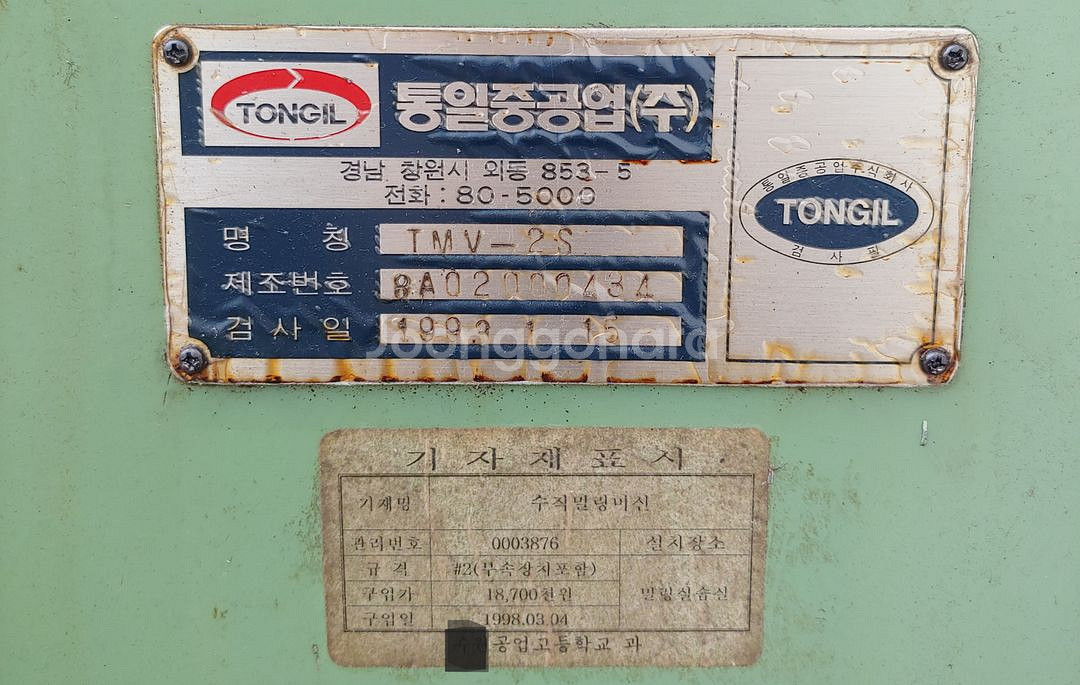 TONGIL
통일중공업(주)
경남 창원시 외동 853-5
전화 : 80-5000
명 칭 TMV-2S
제조번호 8A02000434
검사일 1993 1 15
통일중공업주식회사
TONGIL
검사필
joonggonara
기자재표시
기재명 수직밀링머신
관리번호 0003876 설치장소
규격 #2(부속장치포함)
구입가 18,700천원 밀링실습실
구입일 1998.03.04
공업고등학교 과